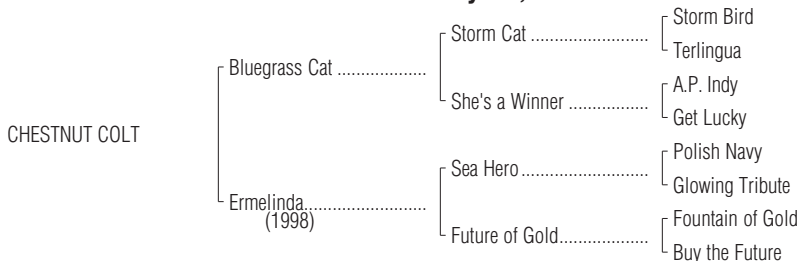 Storm Bird
Storm Cat ....................
Terlingua
Bluegrass Cat ...................
A.P. Indy
She's a Winner .................
Get Lucky
CHESTNUT COLT
Polish Navy
Sea Hero ........................
Glowing Tribute
Ermelinda..........................
(1998)
Fountain of Gold
Future of Gold..................
Buy the Future